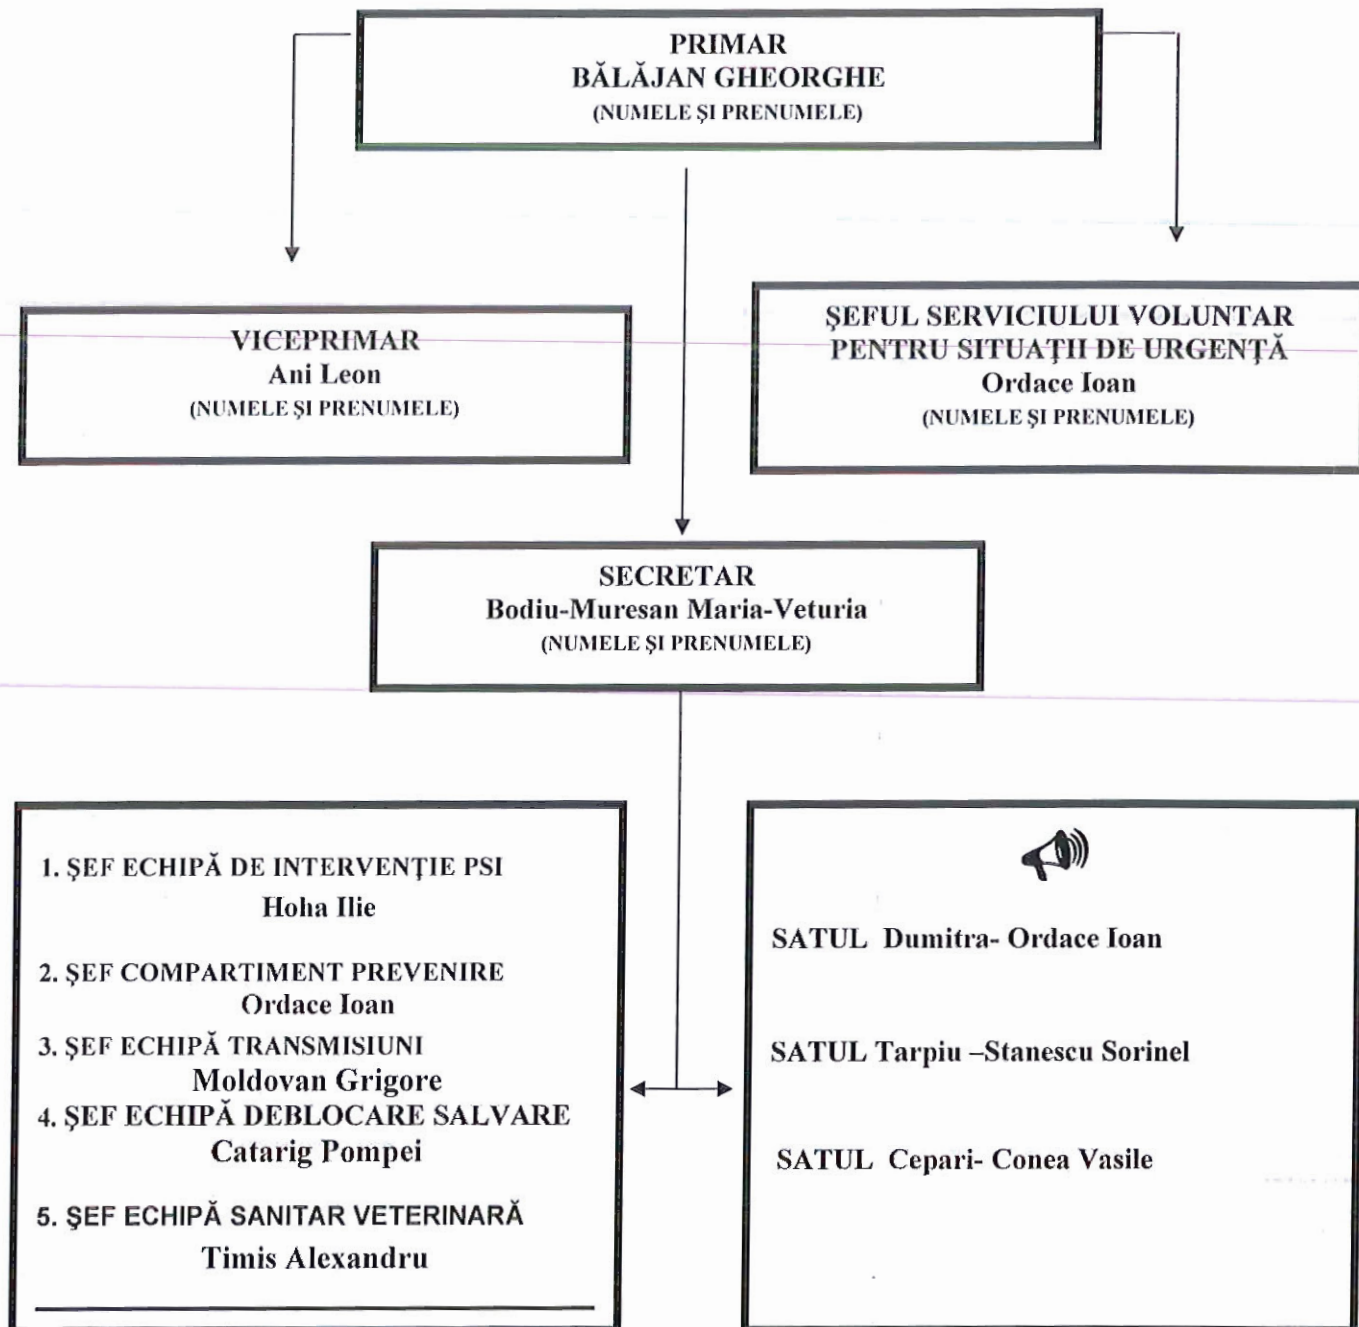 PRIMAR
BĂLĂJAN GHEORGHE
(NUMELE ŞI PRENUMELE)
VICEPRIMAR
Ani Leon
(NUMELE ŞI PRENUMELE)
ŞEFUL SERVICIULUI VOLUNTAR
PENTRU SITUAŢII DE URGENŢĂ
Ordace Ioan
(NUMELE ŞI PRENUMELE)
SECRETAR
Bodiu-Muresan Maria-Veturia
(NUMELE ŞI PRENUMELE)
1. ŞEF ECHIPĂ DE INTERVENŢIE PSI
Hoha Ilie
2. ŞEF COMPARTIMENT PREVENIRE
Ordace Ioan
3. ŞEF ECHIPĂ TRANSMISIUNI
Moldovan Grigore
4. ŞEF ECHIPĂ DEBLOCARE SALVARE
Catarig Pompei
5. ŞEF ECHIPĂ SANITAR VETERINARĂ
Timis Alexandru
SATUL Dumitra- Ordace Ioan
SATUL Tarpiu –Stanescu Sorinel
SATUL Cepari- Conea Vasile